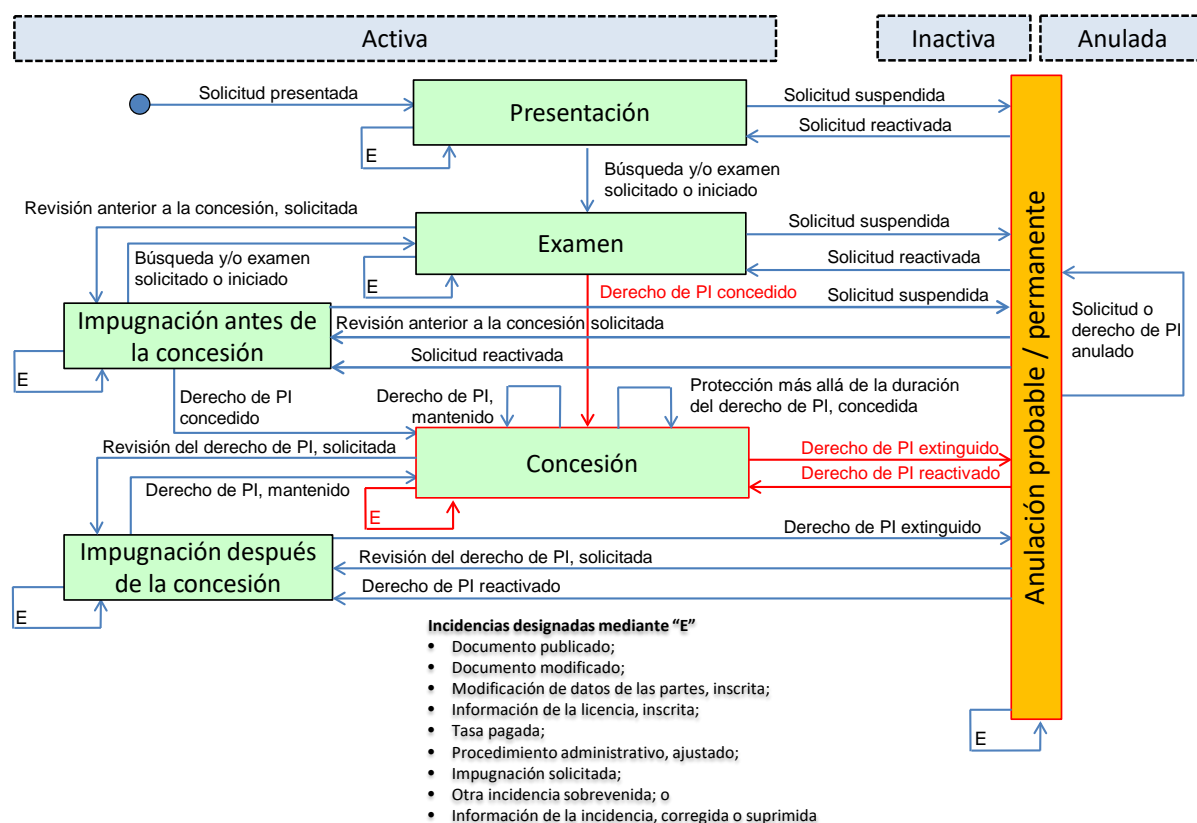 Activa
Inactiva
Anulada
Solicitud presentada
Presentación
Solicitud suspendida
Solicitud reactivada
E
Búsqueda y/o examen
solicitado o iniciado
Revisión anterior a la concesión, solicitada
Examen
Solicitud suspendida
Solicitud reactivada
Búsqueda y/o examen
solicitado o iniciado
E
Derecho de PI concedido
Solicitud suspendida
Impugnación antes de
la concesión
Revisión anterior a la concesión solicitada
Solicitud reactivada
E
Solicitud o
derecho de PI
anulado
Anulación probable / permanente
Derecho de PI
concedido
Derecho de PI,
mantenido
Protección más allá de la duración
del derecho de PI, concedida
Revisión del derecho de PI, solicitada
Concesión
Derecho de PI extinguido
Derecho de PI reactivado
Derecho de PI, mantenido
E
Impugnación después
de la concesión
Derecho de PI extinguido
Revisión del derecho de PI, solicitada
Derecho de PI reactivado
E
Incidencias designadas mediante “E”
• Documento publicado;
• Documento modificado;
• Modificación de datos de las partes, inscrita;
• Información de la licencia, inscrita;
• Tasa pagada;
• Procedimiento administrativo, ajustado;
• Impugnación solicitada;
• Otra incidencia sobrevenida; o
• Información de la incidencia, corregida o suprimida
E